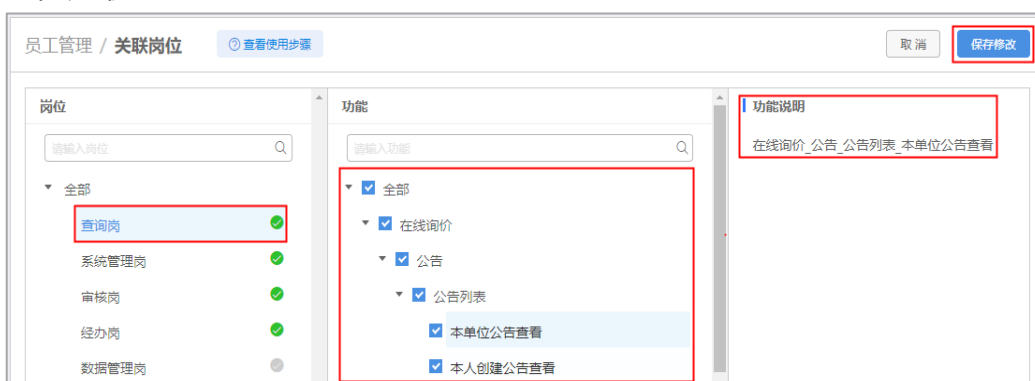 员工管理 / 关联岗位 查看使用步骤 取消 保存修改
岗位
请输入岗位
全部
查询岗
系统管理岗
审核岗
经办岗
数据管理岗
功能
请输入功能
全部
在线询价
公告
公告列表
本单位公告查看
本人创建公告查看
功能说明
在线询价_公告_公告列表_本单位公告查看